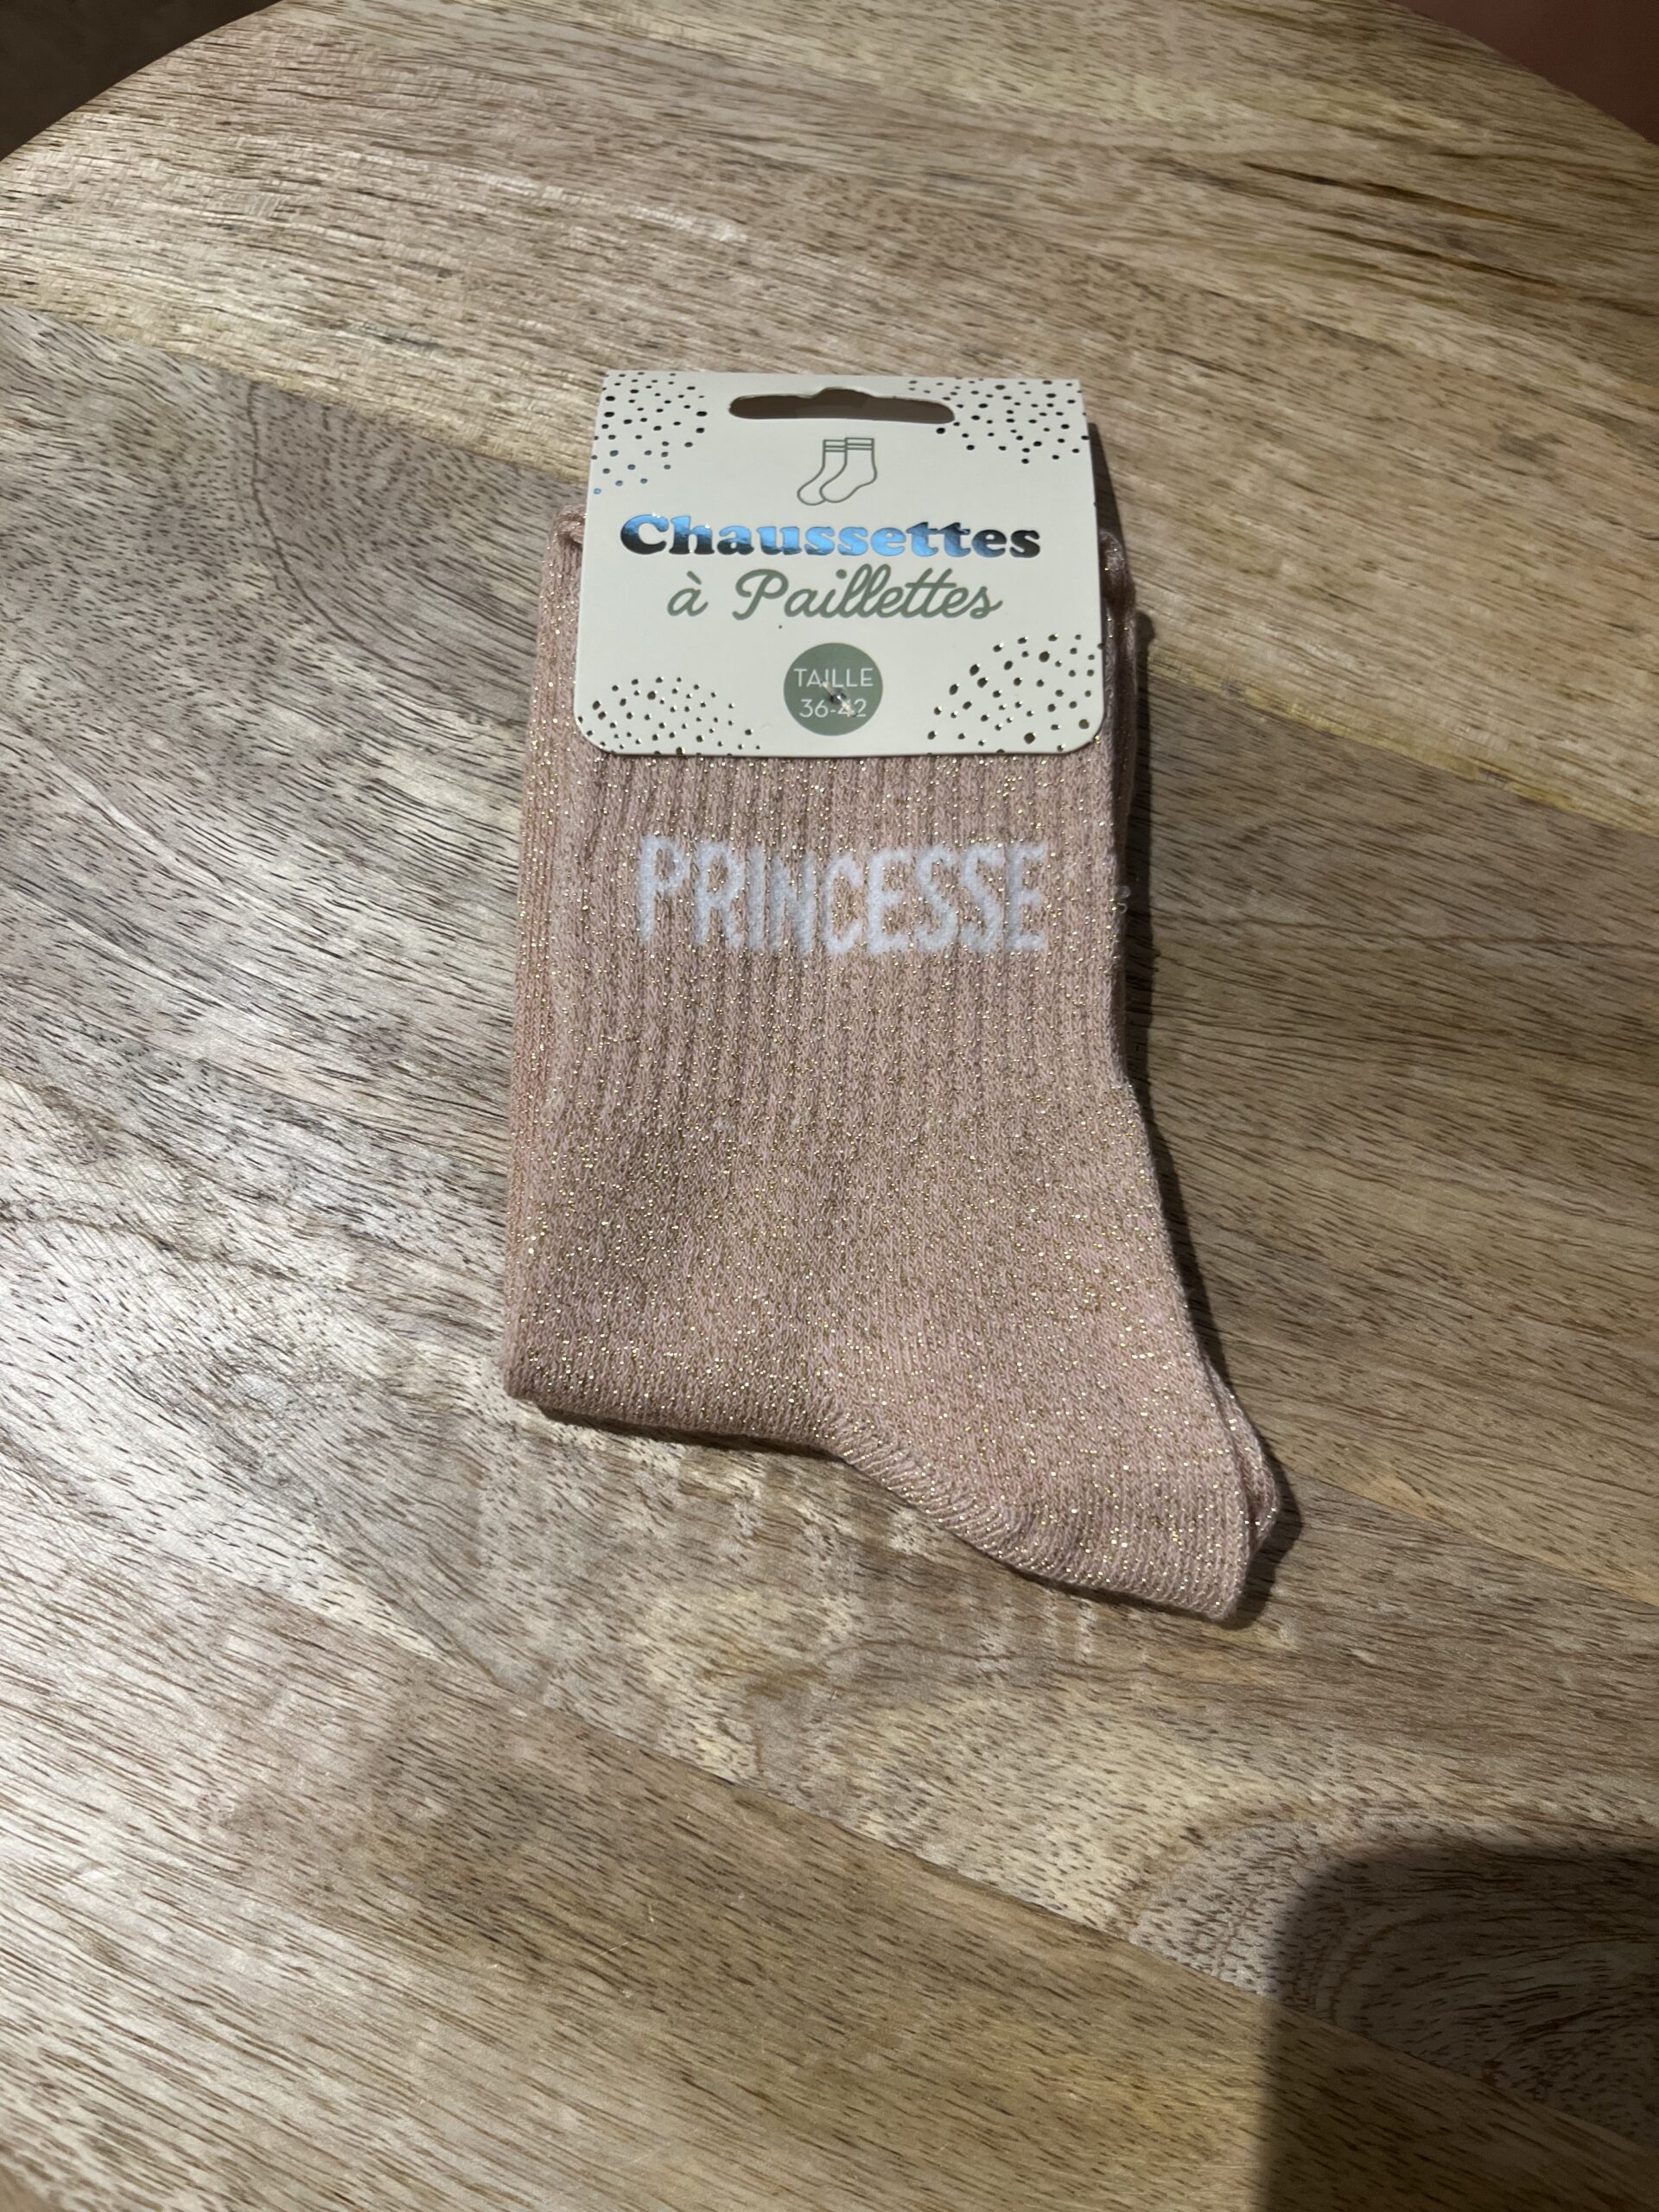 Chaussettes
à Paillettes
TAILLE
36-42
PRINCESSE